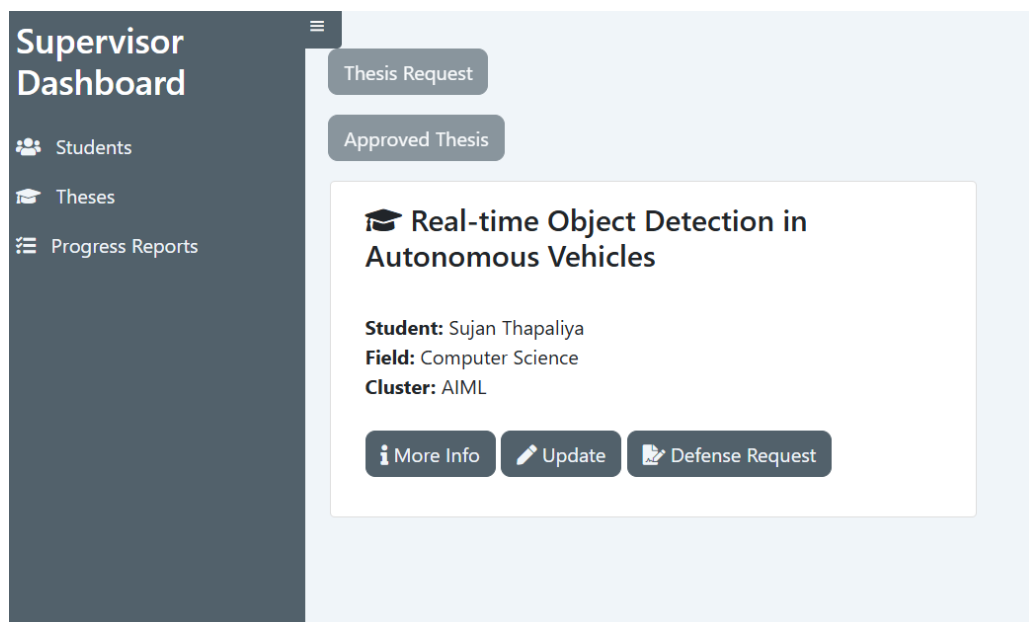 Supervisor
Dashboard
Students
Theses
Progress Reports
Thesis Request
Approved Thesis
Real-time Object Detection in
Autonomous Vehicles
Student: Sujan Thapaliya
Field: Computer Science
Cluster: AIML
More Info
Update
Defense Request